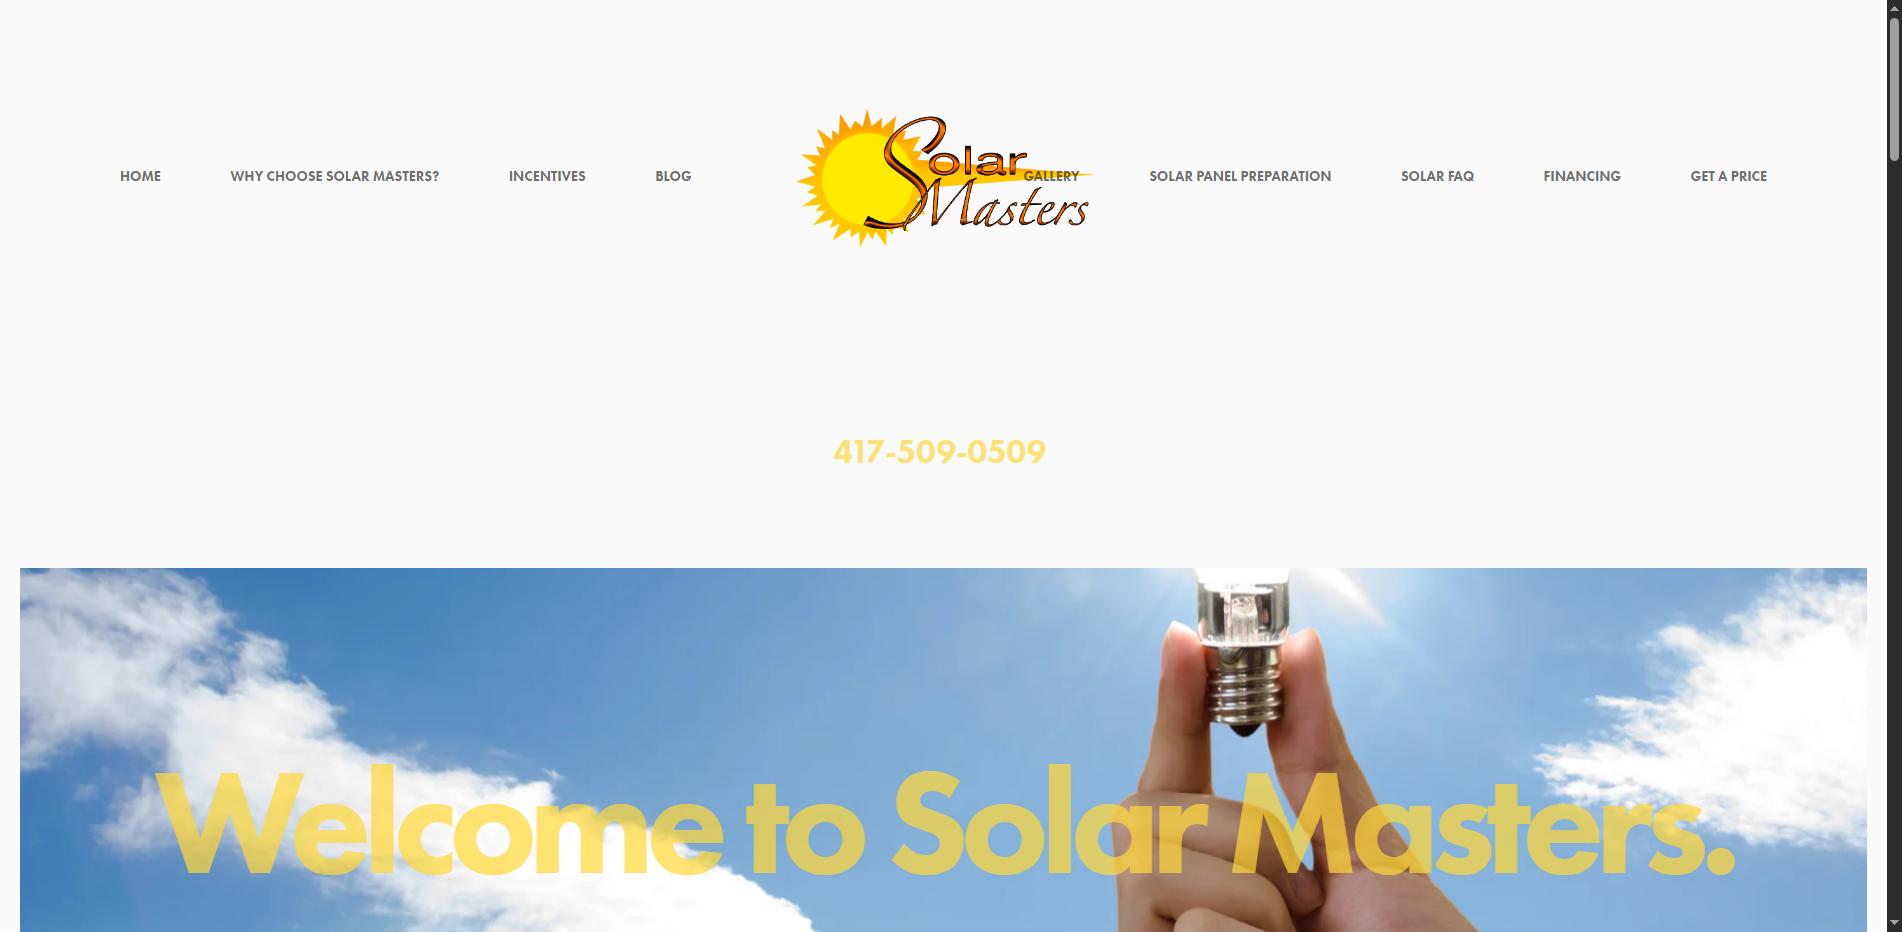 HOME
WHY CHOOSE SOLAR MASTERS?
INCENTIVES
BLOG
Solar
Masters
GALLERY
SOLAR PANEL PREPARATION
SOLAR FAQ
FINANCING
GET A PRICE
417-509-0509
Welcome to Solar Masters.